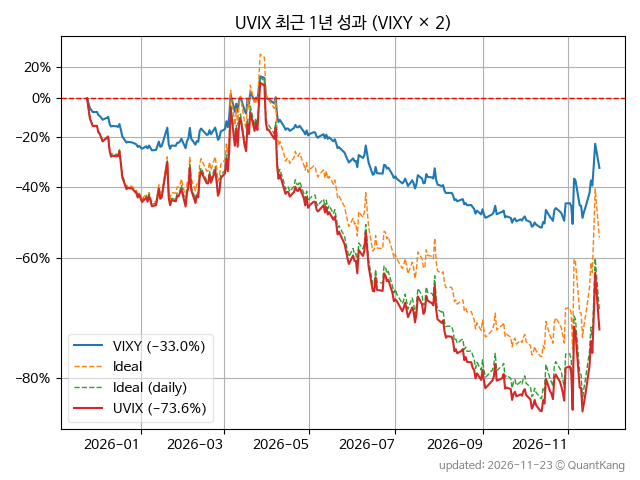 UVIX 최근 1년 성과 (VIXY × 2)
20%
0%
−20%
−40%
−60%
−80%
VIXY (−33.0%)
Ideal
Ideal (daily)
UVIX (−73.6%)
2026−01
2026−03
2026−05
2026−07
2026−09
2026−11
updated: 2026−11−23 © QuantKang